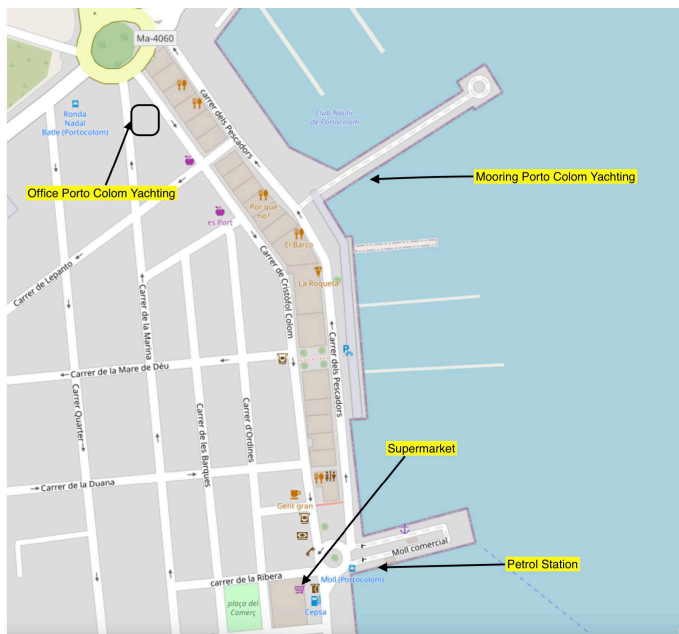 Ma-4060
carrer dels Pescadors
Club Nàutic
de Portocolom
Ronda
Nadal
Batle (Portocolom)
Office Porto Colom Yachting
Mooring Porto Colom Yachting
es Port
Por qué
no?
El Barco
La Roqueta
Carrer de Lepanto
Carrer de la Marina
Carrer de Cristòfol Colom
Carrer dels Pescadors
Carrer de la Mare de Déu
Carrer Quarter
Carrer de les Barques
Carrer d'Ordines
Supermarket
Carrer de la Duana
Gent gran
Moll comercial
Petrol Station
Moll (Portocolom)
carrer de la Ribera
plaça del
Comerç
Cepsa